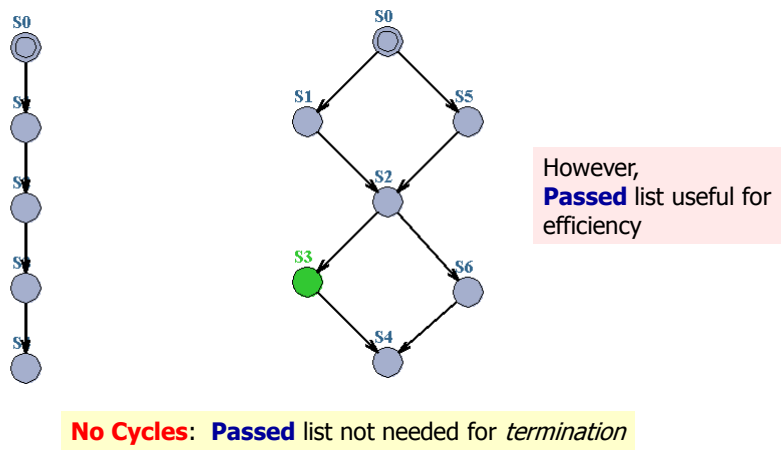 S0
S
S
S
S
S0
S1
S5
S2
S3
S6
S4
However,
Passed list useful for
efficiency
No Cycles: Passed list not needed for termination